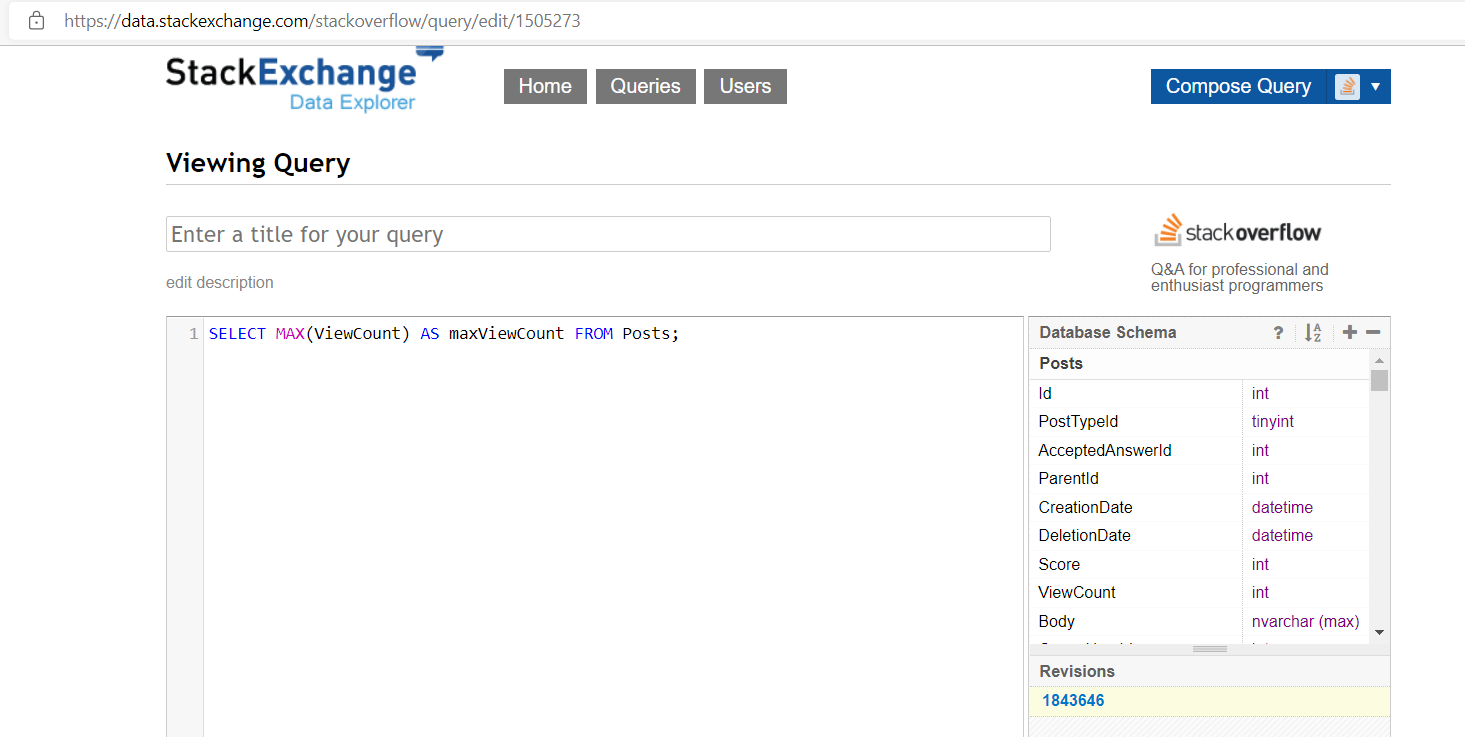 https://data.stackexchange.com/stackoverflow/query/edit/1505273
StackExchange
Data Explorer
Home
Queries
Users
Compose Query
Viewing Query
Enter a title for your query
stackoverflow
Q&A for professional and
enthusiast programmers
edit description
1 SELECT MAX(ViewCount) AS maxViewCount FROM Posts;
Database Schema ? A Z
Posts
Id int
PostTypeId tinyint
AcceptedAnswerId int
ParentId int
CreationDate datetime
DeletionDate datetime
Score int
ViewCount int
Body nvarchar (max)
Revisions
1843646